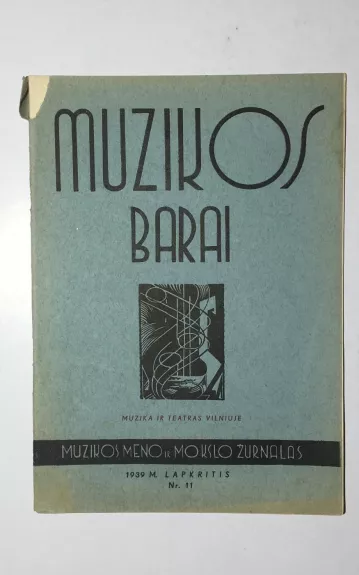 MUZIKOS
BARAI
MUZIKA IR TEATRAS VILNIUJE
MUZIKOS MENO IR MOKSLO ŽURNALAS
1939 M. LAPKRITIS
Nr. 11